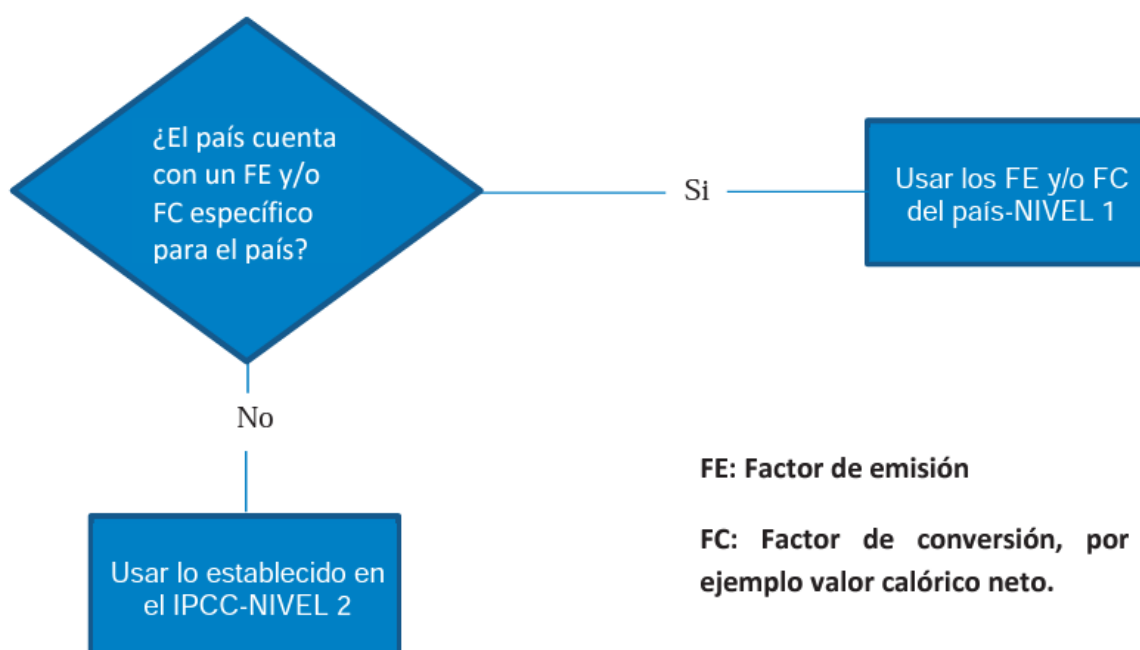 ¿El país cuenta
con un FE y/o
FC específico
para el país?
Si
Usar los FE y/o FC
del país-NIVEL 1
No
Usar lo establecido en
el IPCC-NIVEL 2
FE: Factor de emisión
FC: Factor de conversión, por
ejemplo valor calórico neto.